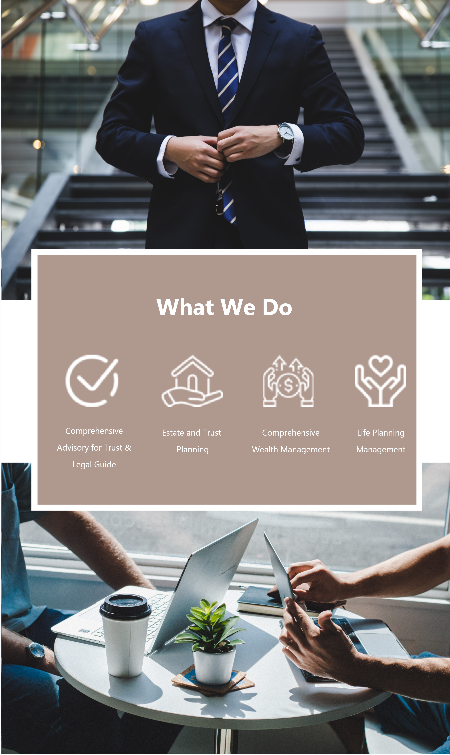 What We Do
Comprehensive
Advisory for Trust &
Legal Guide
Estate and Trust
Planning
Comprehensive
Wealth Management
Life Planning
Management